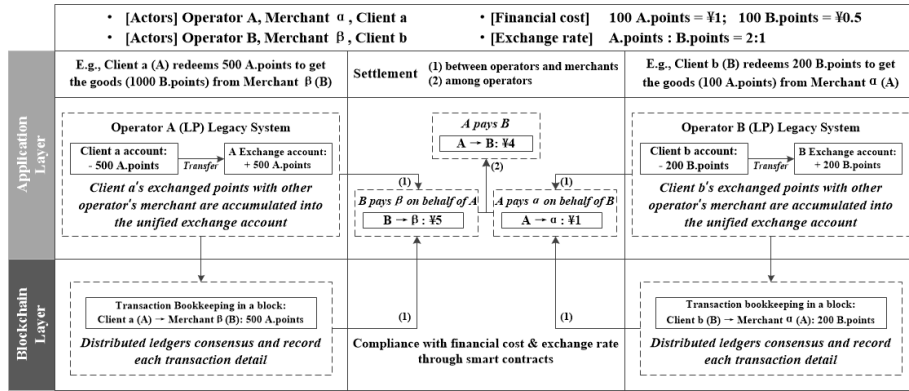 • [Actors] Operator A, Merchant α, Client a
• [Actors] Operator B, Merchant β, Client b
• [Financial cost] 100 A.points = ¥1; 100 B.points = ¥0.5
• [Exchange rate] A.points : B.points = 2:1
Application
Layer
E.g., Client a (A) redeems 500 A.points to get
the goods (1000 B.points) from Merchant β (B)
Settlement
(1) between operators and merchants
(2) among operators
E.g., Client b (B) redeems 200 B.points to get
the goods (100 A.points) from Merchant α (A)
Operator A (LP) Legacy System
Client a account:
- 500 A.points
Transfer
A Exchange account:
+ 500 A.points
Client a's exchanged points with other
operator's merchant are accumulated into
the unified exchange account
A pays B
A → B: ¥4
(2)
(1)
(1)
B pays β on behalf of A
B → β: ¥5
A pays α on behalf of B
A → α: ¥1
Operator B (LP) Legacy System
Client b account:
- 200 B.points
Transfer
B Exchange account:
+ 200 B.points
Client b's exchanged points with other
operator's merchant are accumulated into
the unified exchange account
Blockchain
Layer
Transaction Bookkeeping in a block:
Client a (A) → Merchant β (B): 500 A.points
Distributed ledgers consensus and record
each transaction detail
(1)
(1)
Compliance with financial cost & exchange rate
through smart contracts
Transaction bookkeeping in a block:
Client b (B) → Merchant α (A): 200 B.points
Distributed ledgers consensus and record
each transaction detail